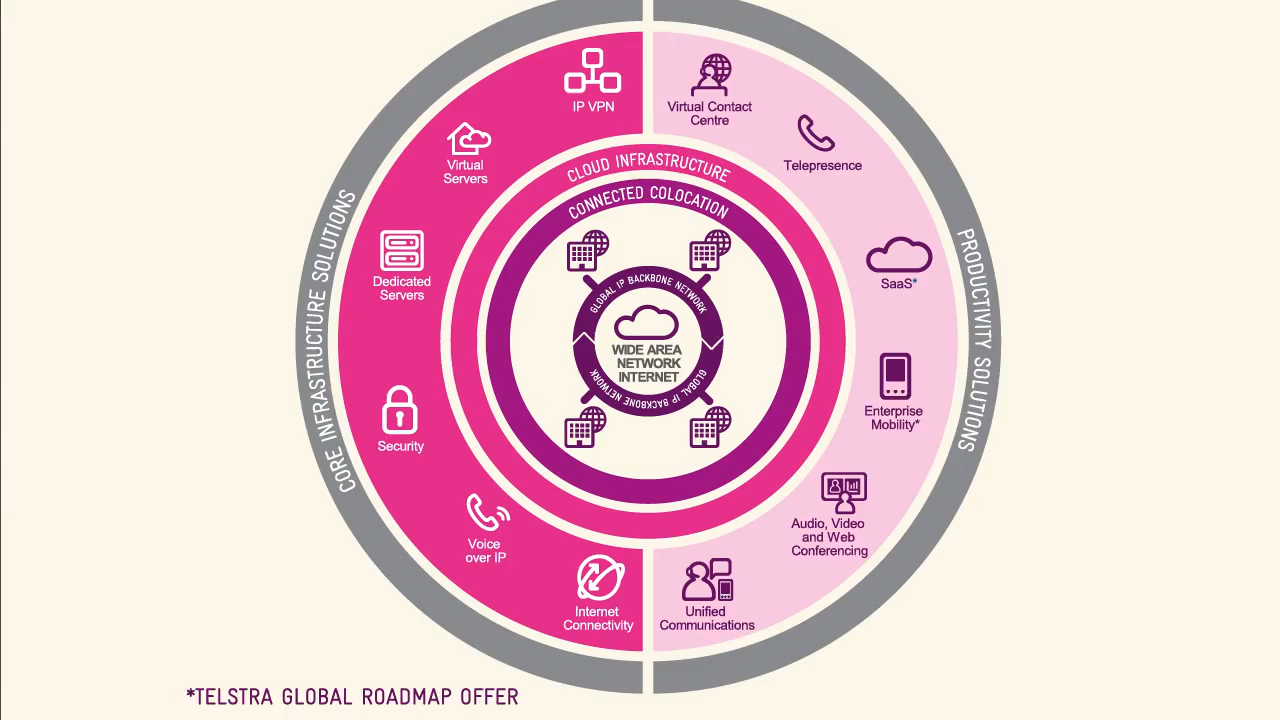 IP VPN
Virtual
Servers
Dedicated
Servers
Security
Voice
over IP
Internet
Connectivity
CORE INFRASTRUCTURE SOLUTIONS
Virtual Contact
Centre
Telepresence
SaaS*
Enterprise
Mobility*
Audio, Video
and Web
Conferencing
Unified
Communications
PRODUCTIVITY SOLUTIONS
CLOUD INFRASTRUCTURE
CONNECTED COLOCATION
GLOBAL IP BACKBONE NETWORK
WIDE AREA
NETWORK
INTERNET
GLOBAL IP BACKBONE NETWORK
*TELSTRA GLOBAL ROADMAP OFFER